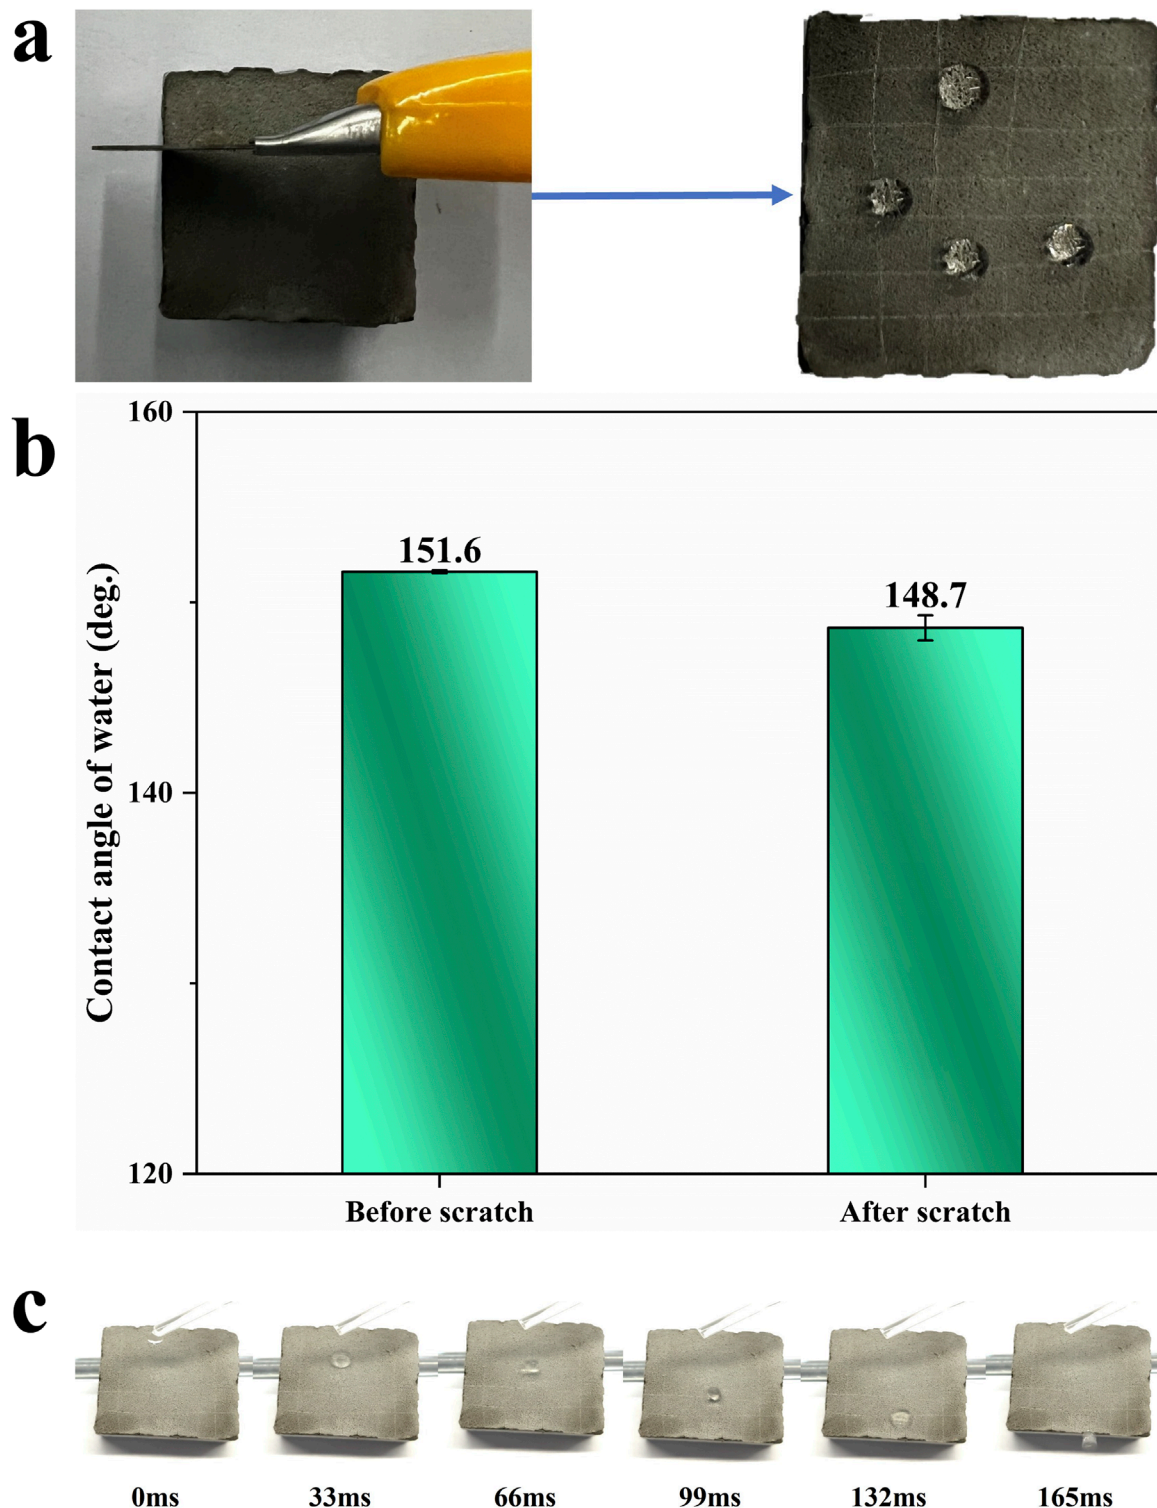 a
b
160
140
120
Contact angle of water (deg.)
151.6
148.7
Before scratch
After scratch
c
0ms
33ms
66ms
99ms
132ms
165ms